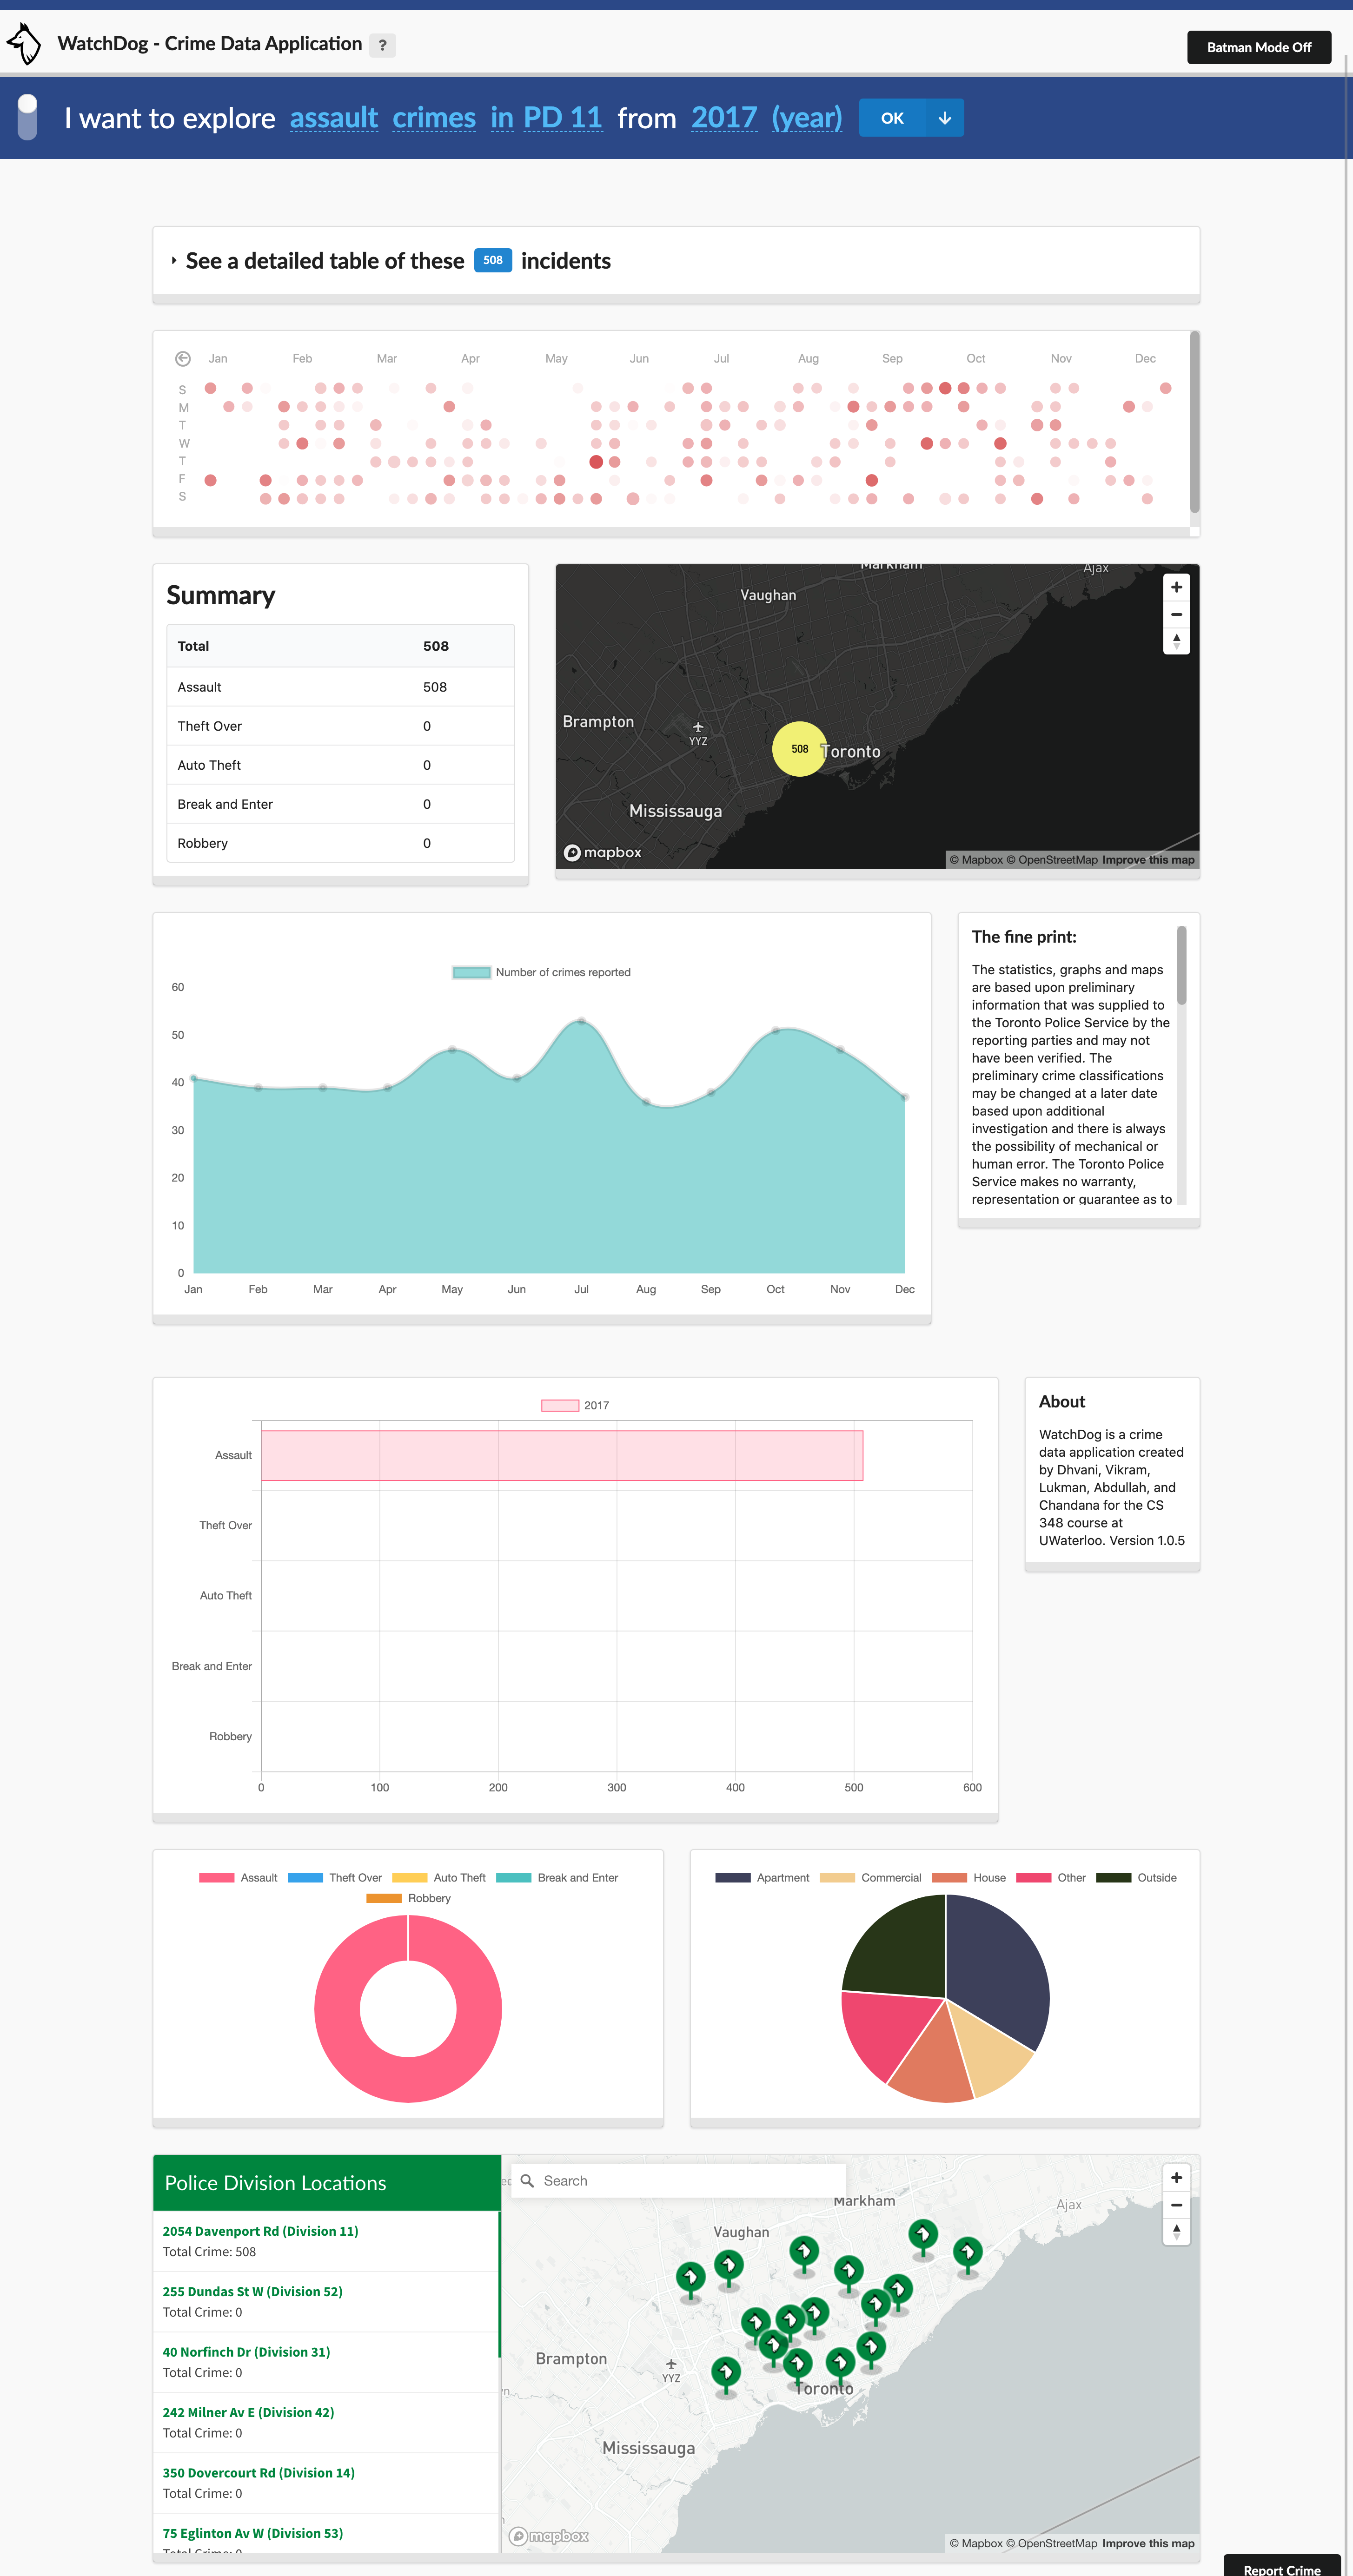 WatchDog - Crime Data Application ?
Batman Mode Off
I want to explore assault crimes in PD 11 from 2017 (year) OK
See a detailed table of these 508 incidents
Jan Feb Mar Apr May Jun Jul Aug Sep Oct Nov Dec
S
M
T
W
T
F
S
Summary
Total 508
Assault 508
Theft Over 0
Auto Theft 0
Break and Enter 0
Robbery 0
Markham
Ajax
Vaughan
Brampton
YYZ
508
Toronto
Mississauga
mapbox
© Mapbox © OpenStreetMap Improve this map
Number of crimes reported
60
50
40
30
20
10
0
Jan Feb Mar Apr May Jun Jul Aug Sep Oct Nov Dec
The fine print:
The statistics, graphs and maps
are based upon preliminary
information that was supplied to
the Toronto Police Service by the
reporting parties and may not
have been verified. The
preliminary crime classifications
may be changed at a later date
based upon additional
investigation and there is always
the possibility of mechanical or
human error. The Toronto Police
Service makes no warranty,
representation or guarantee as to
2017
Assault
Theft Over
Auto Theft
Break and Enter
Robbery
0 100 200 300 400 500 600
About
WatchDog is a crime
data application created
by Dhvani, Vikram,
Lukman, Abdullah, and
Chandana for the CS
348 course at
UWaterloo. Version 1.0.5
Assault Theft Over Auto Theft Break and Enter
Robbery
Apartment Commercial House Other Outside
Police Division Locations
2054 Davenport Rd (Division 11)
Total Crime: 508
255 Dundas St W (Division 52)
Total Crime: 0
40 Norfinch Dr (Division 31)
Total Crime: 0
242 Milner Av E (Division 42)
Total Crime: 0
350 Dovercourt Rd (Division 14)
Total Crime: 0
75 Eglinton Av W (Division 53)
Total Crime: 0
Search
Markham
Ajax
Vaughan
Brampton
YYZ
Toronto
Mississauga
mapbox
© Mapbox © OpenStreetMap Improve this map
Report Crime